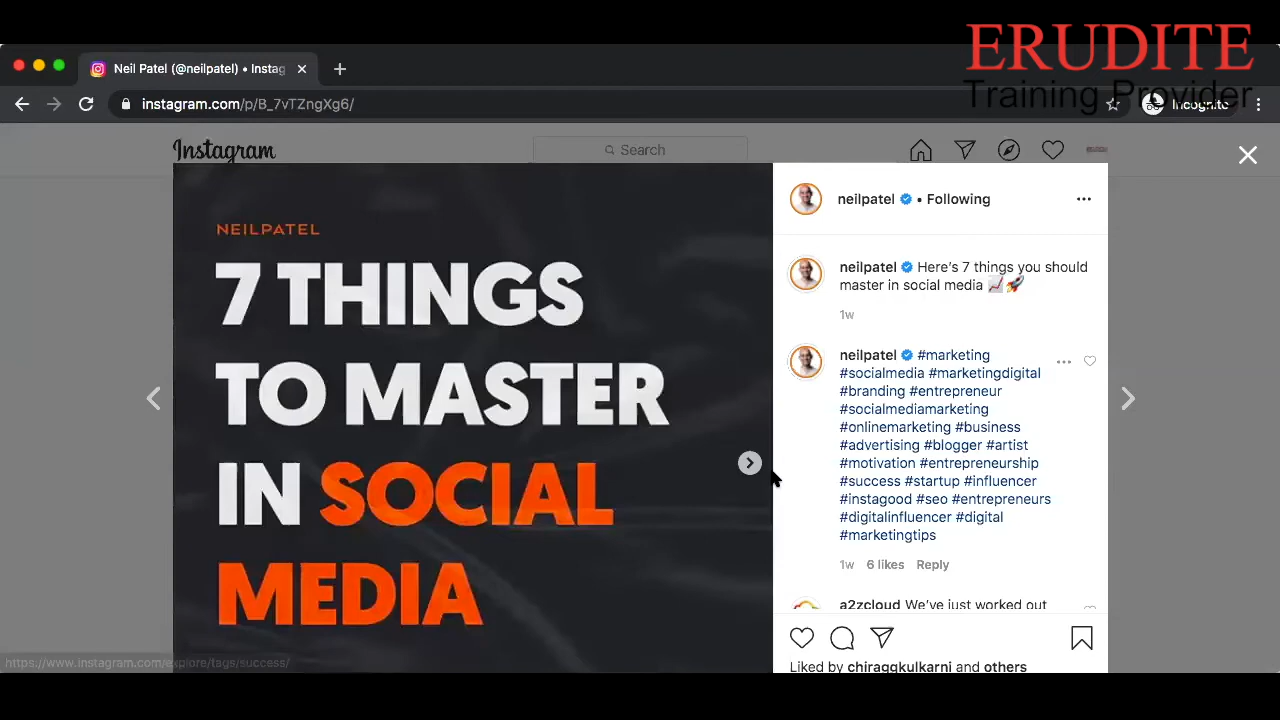 ERUDITE
Training Provider
Neil Patel (@neilpatel) • Instag
instagram.com/p/B_7vTZngXg6/
Incognito
Instagram
Search
neilpatel • Following
NEILPATEL
7 THINGS
TO MASTER
IN SOCIAL
MEDIA
neilpatel Here's 7 things you should
master in social media
1w
neilpatel #marketing
#socialmedia #marketingdigital
#branding #entrepreneur
#socialmediamarketing
#onlinemarketing #business
#advertising #blogger #artist
#motivation #entrepreneurship
#success #startup #influencer
#instagood #seo #entrepreneurs
#digitalinfluencer #digital
#marketingtips
1w 6 likes Reply
a2zcloud We've just worked out
Liked by chiraggkulkarni and others
https://www.instagram.com/explore/tags/success/